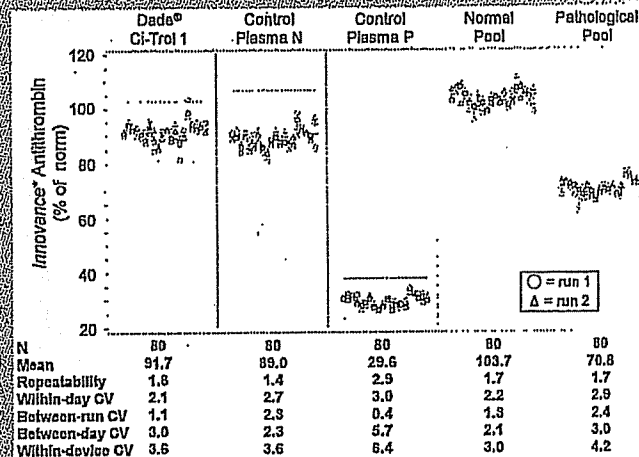 Dade® Control Control Normal Pathological
Ci-Trol 1 Plasma N Plasma P Pool Pool
Innovance* Antithrombin
(% of norm)
120
100
80
60
40
20
O = run 1
Δ = run 2
N 80 80 80 80 80
Mean 91.7 89.0 29.6 103.7 70.8
Repeatability 1.8 1.4 2.9 1.7 1.7
Within-day CV 2.1 2.7 3.0 2.2 2.9
Between-run CV 1.1 2.3 0.4 1.3 2.4
Between-day CV 3.0 2.3 5.7 2.1 3.0
Within-device CV 3.6 3.6 6.4 3.0 4.2